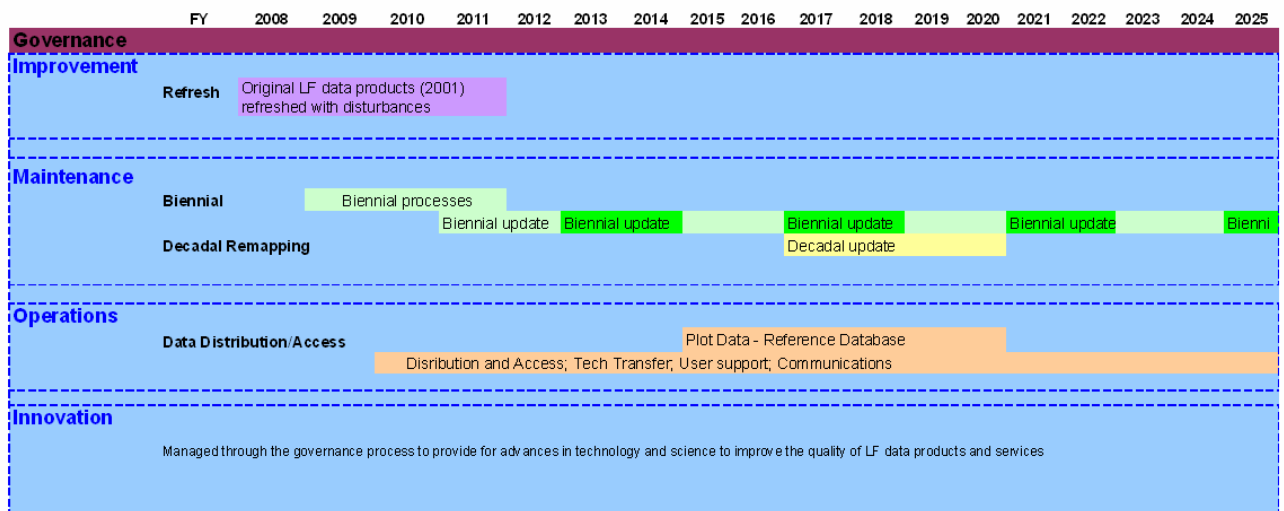 FY 2008 2009 2010 2011 2012 2013 2014 2015 2016 2017 2018 2019 2020 2021 2022 2023 2024 2025
Governance
Improvement
Refresh
Original LF data products (2001)
refreshed with disturbances
Maintenance
Biennial
Biennial processes
Biennial update Biennial update Biennial update Biennial update Bienni
Decadal Remapping
Decadal update
Operations
Data Distribution/Access
Plot Data - Reference Database
Disribution and Access; Tech Transfer; User support; Communications
Innovation
Managed through the governance process to provide for advances in technology and science to improve the quality of LF data products and services